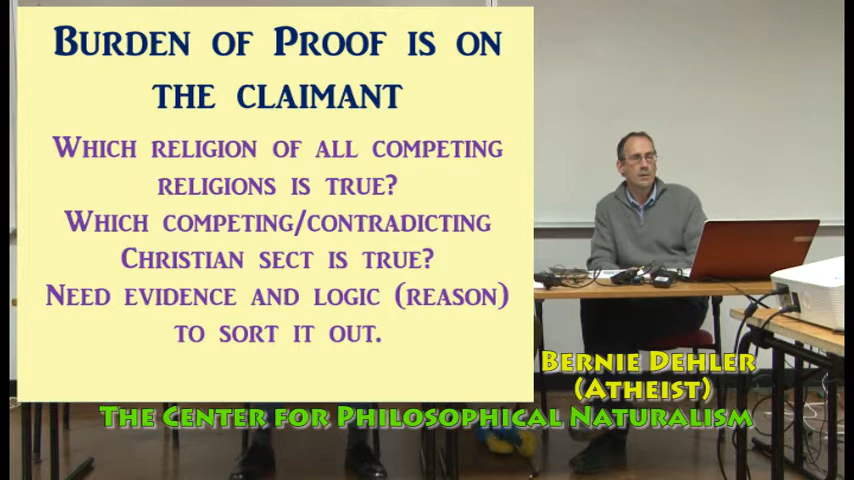 Burden of Proof is on
the claimant
Which religion of all competing
religions is true?
Which competing/contradicting
Christian sect is true?
Need evidence and logic (reason)
to sort it out.
Bernie Dehler
(Atheist)
The Center for Philosophical Naturalism